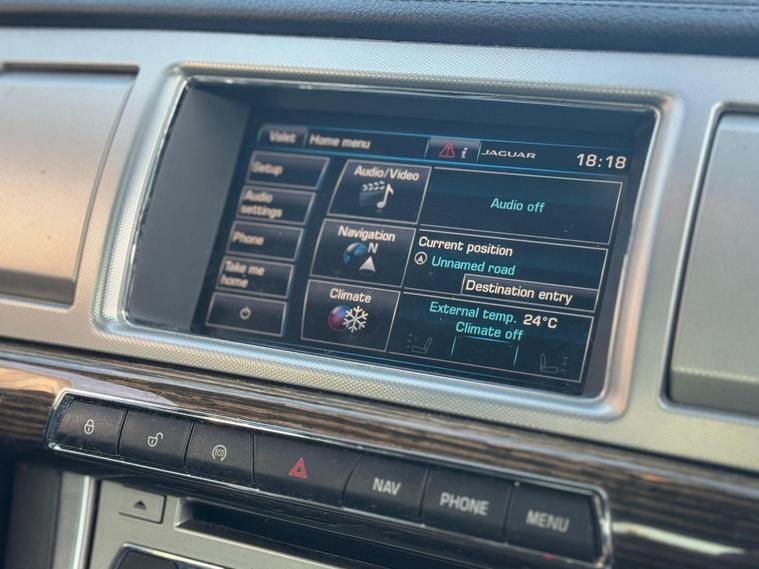 Valet Home menu i JAGUAR 18:18
Setup
Audio
settings
Phone
Take me
home
Audio/Video
Audio off
Navigation
N
Current position
Unnamed road
Destination entry
Climate
External temp. 24°C
Climate off
ECO
NAV
PHONE
MENU